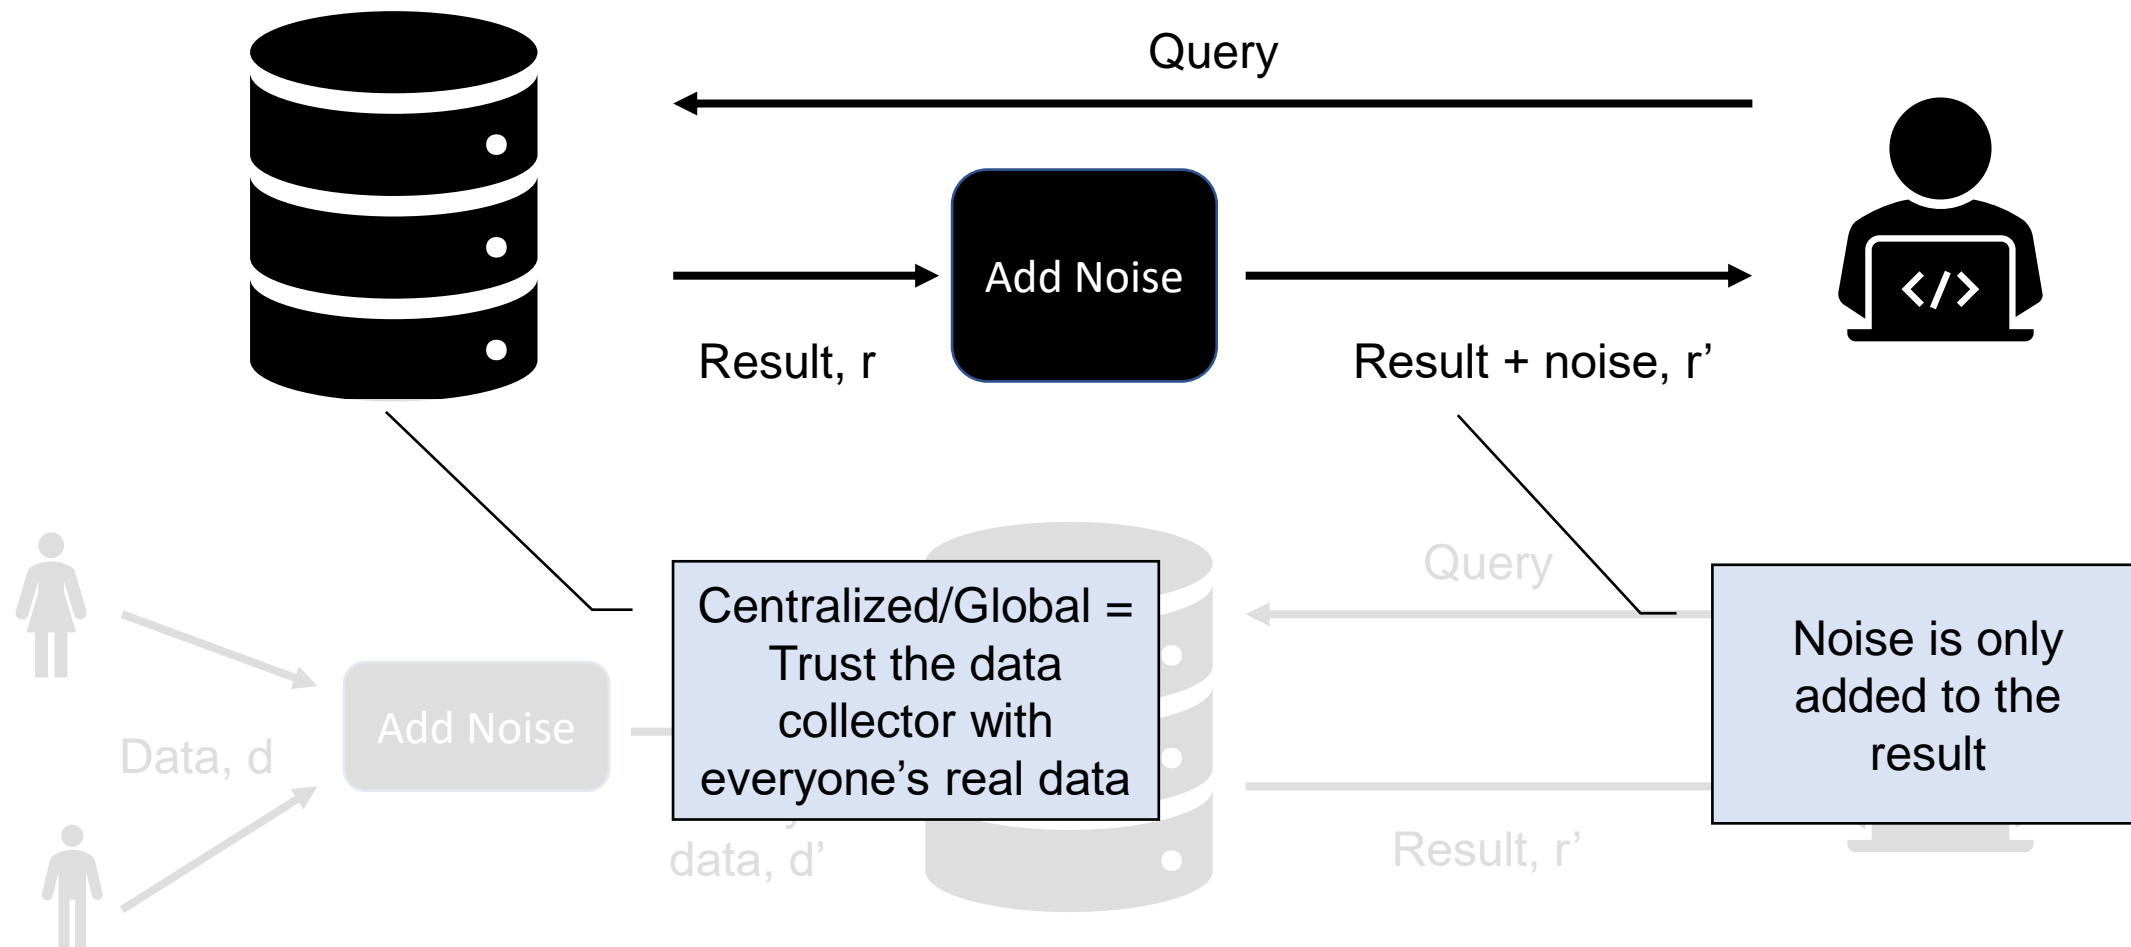 Query
Add Noise
Result, r
Result + noise, r’
Query
Centralized/Global =
Trust the data
collector with
everyone’s real data
Noise is only
added to the
result
Add Noise
Data, d
data, d’
Result, r’